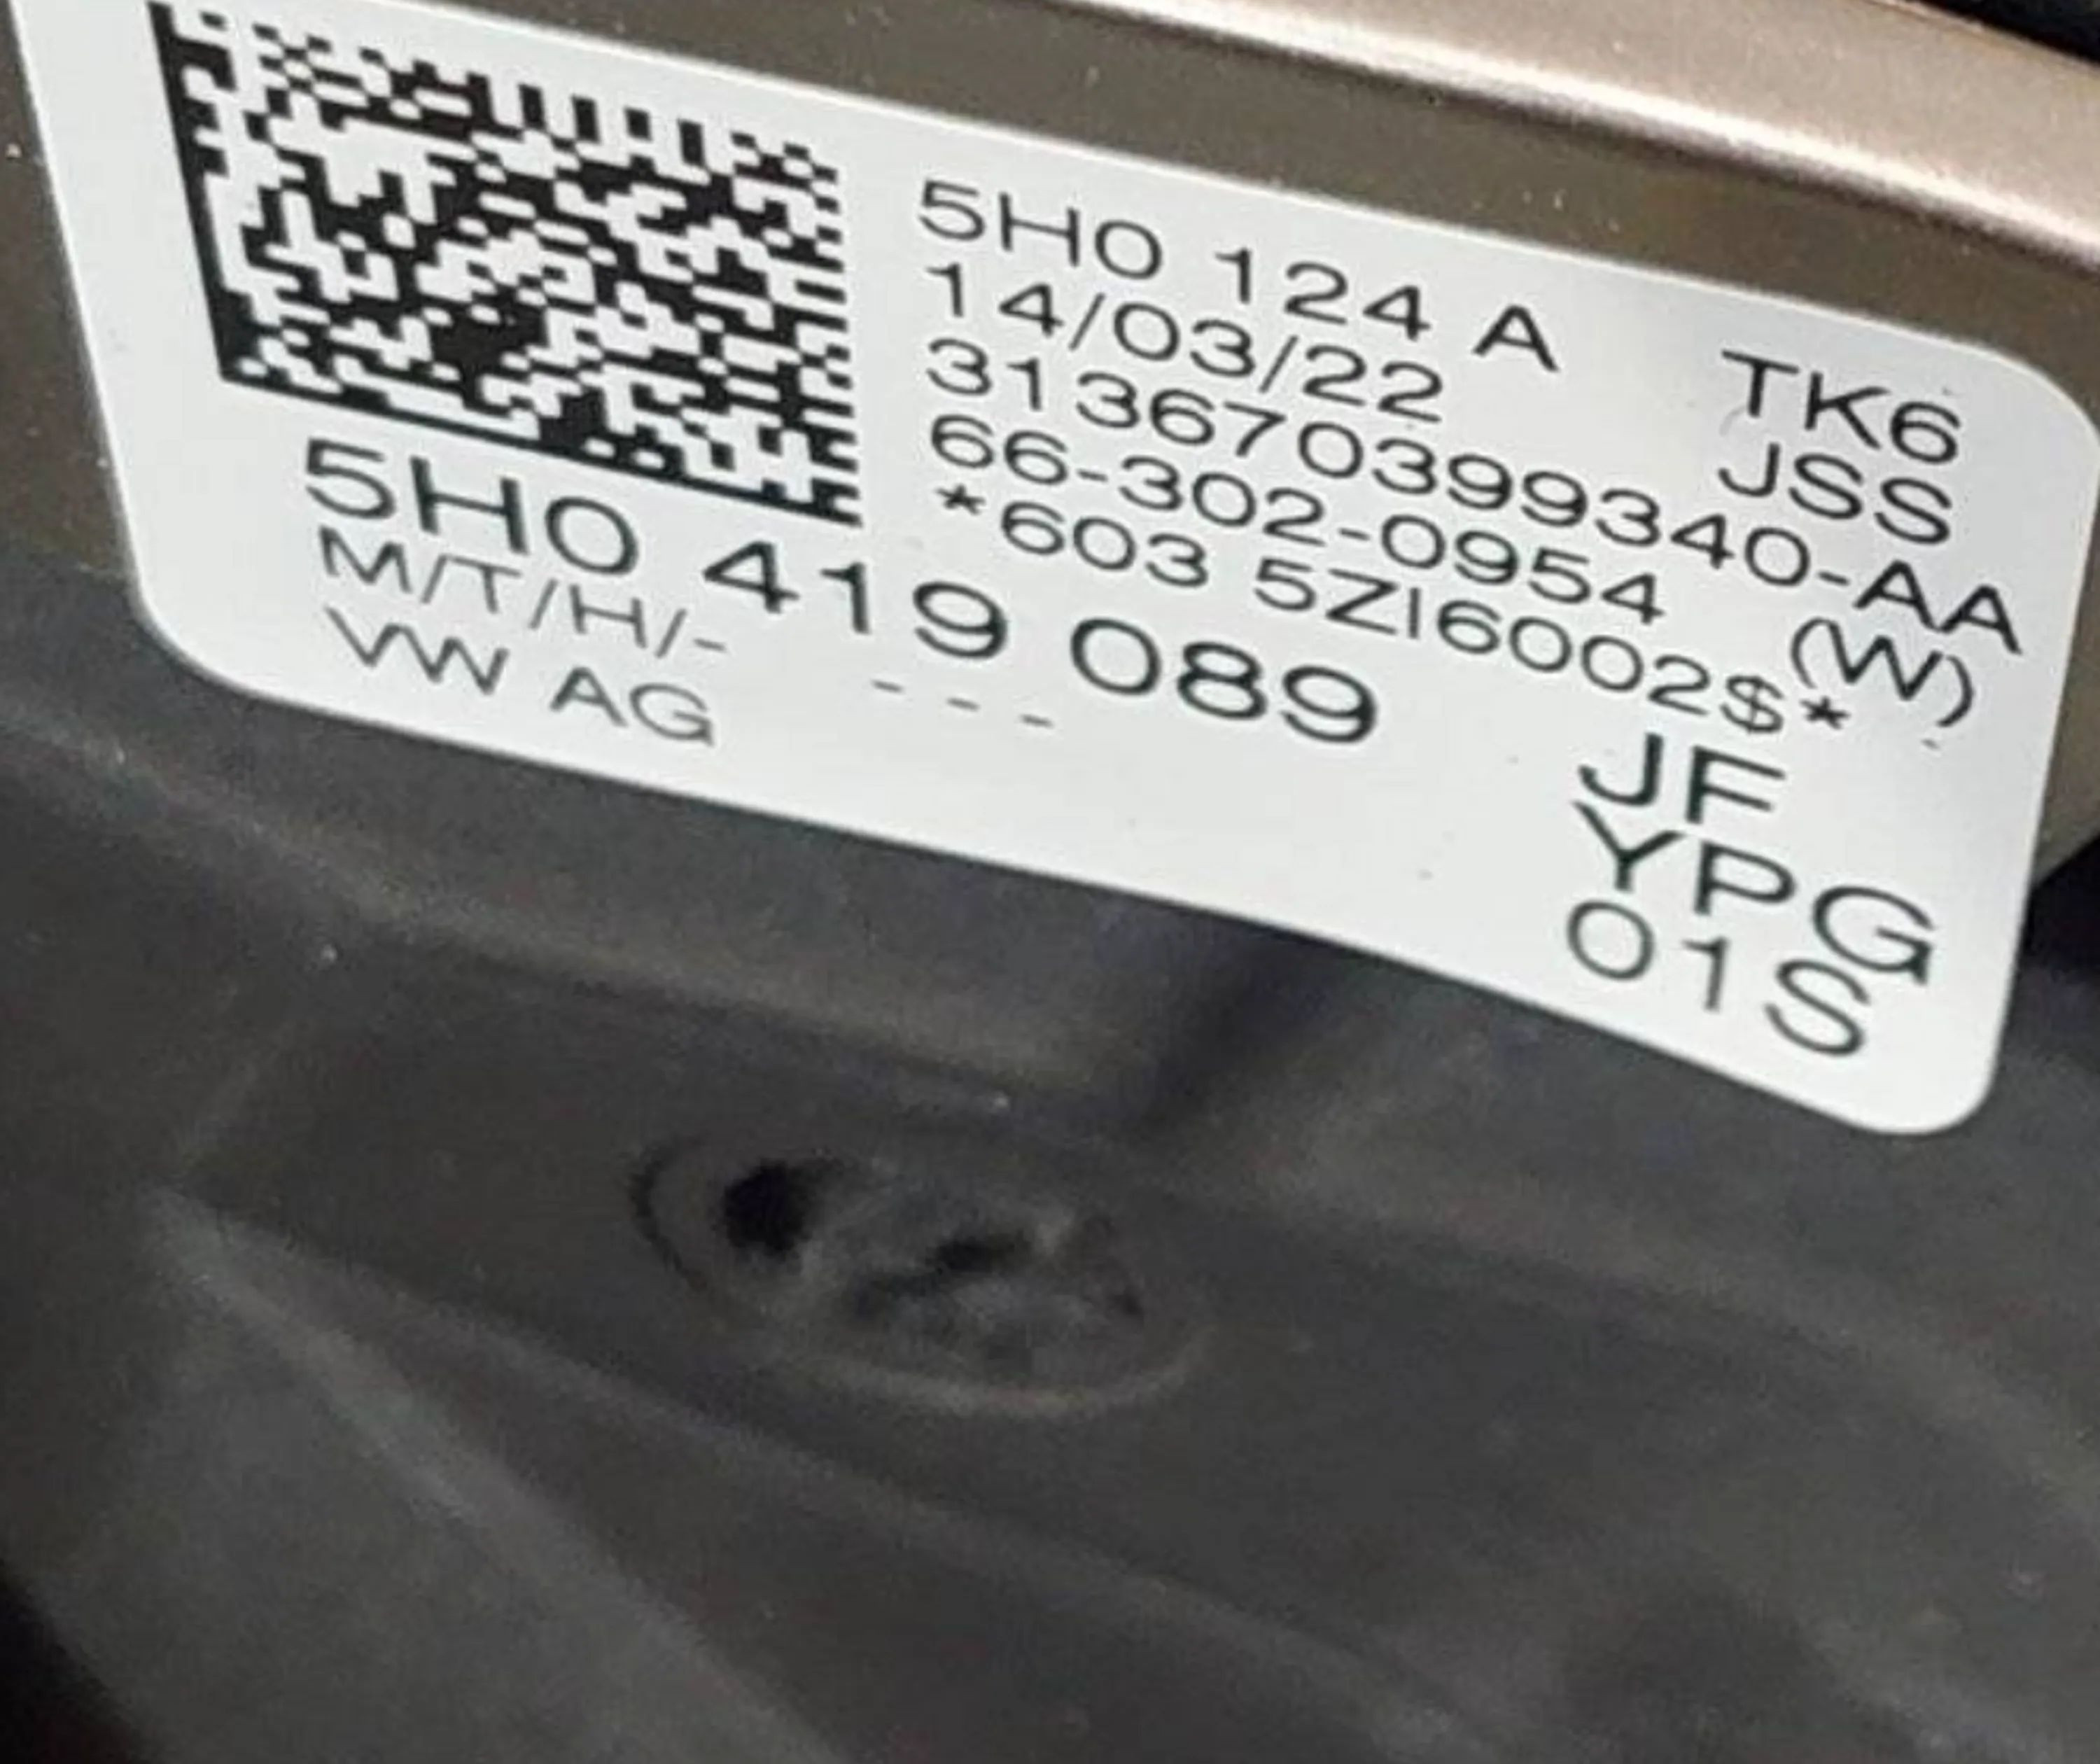 5H0 124 A TK6
14/03/22 JSS
313670399340-AA
66-302-0954 (W)
*603 5ZI6002$*
5H0 419 089 JF
M/T/H/- --- YPG
VW AG 01S